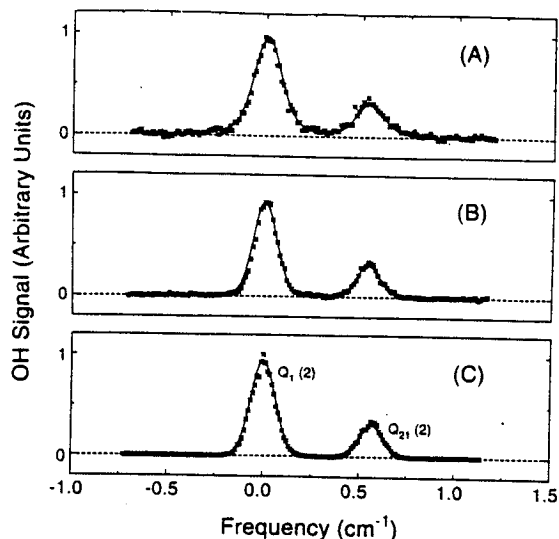 OH Signal (Arbitrary Units)
1
0
(A)
1
0
(B)
1
0
Q1 (2)
Q21 (2)
(C)
-1.0 -0.5 0.0 0.5 1.0 1.5
Frequency (cm-1)